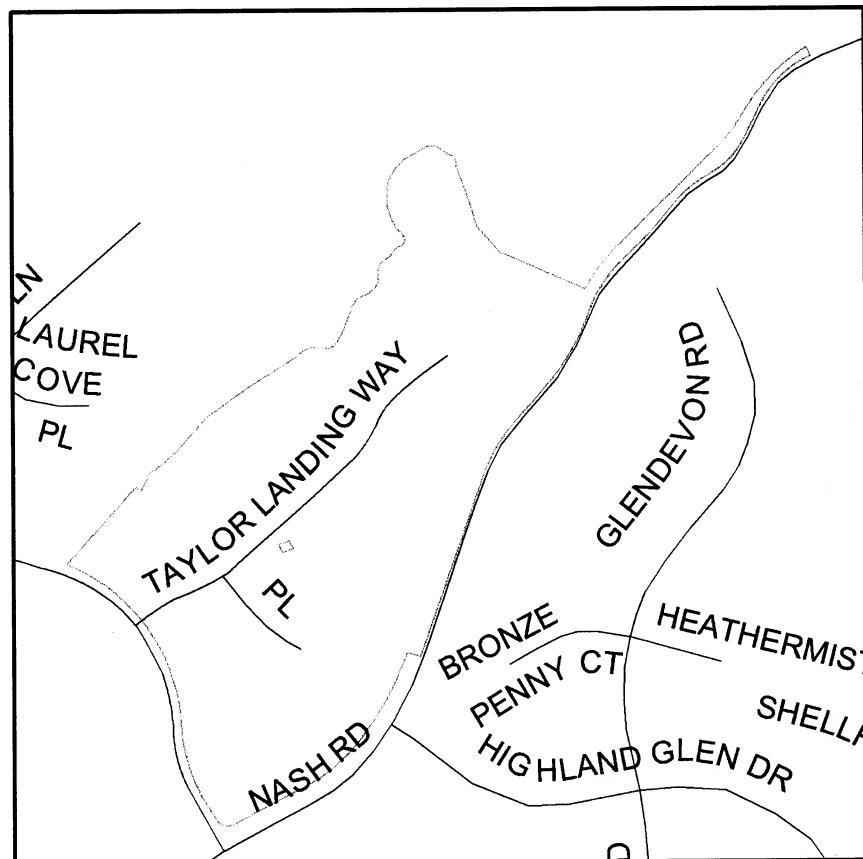 LN
LAUREL
COVE
PL
TAYLOR LANDING WAY
PL
GLENDEVON RD
BRONZE
PENNY CT
HEATHERMIST
HIGHLAND GLEN DR
NASH RD